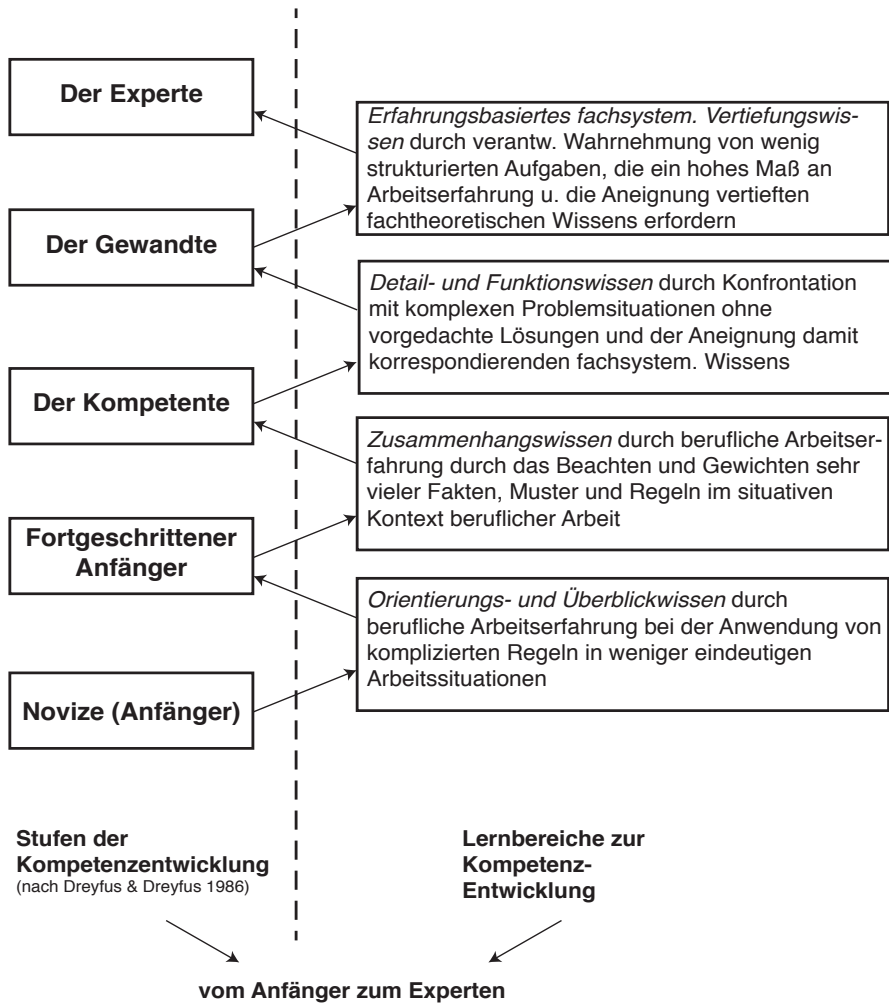 Der Experte
Erfahrungsbasiertes fachsystem. Vertiefungswis-
sen durch verantw. Wahrnehmung von wenig
strukturierten Aufgaben, die ein hohes Maß an
Arbeitserfahrung u. die Aneignung vertieften
fachtheoretischen Wissens erfordern
Der Gewandte
Detail- und Funktionswissen durch Konfrontation
mit komplexen Problemsituationen ohne
vorgedachte Lösungen und der Aneignung damit
korrespondierenden fachsystem. Wissens
Der Kompetente
Zusammenhangswissen durch berufliche Arbeitser-
fahrung durch das Beachten und Gewichten sehr
vieler Fakten, Muster und Regeln im situativen
Kontext beruflicher Arbeit
Fortgeschrittener
Anfänger
Orientierungs- und Überblickwissen durch
berufliche Arbeitserfahrung bei der Anwendung von
komplizierten Regeln in weniger eindeutigen
Arbeitssituationen
Novize (Anfänger)
Stufen der
Kompetenzentwicklung
(nach Dreyfus & Dreyfus 1986)
Lernbereiche zur
Kompetenz-
Entwicklung
vom Anfänger zum Experten